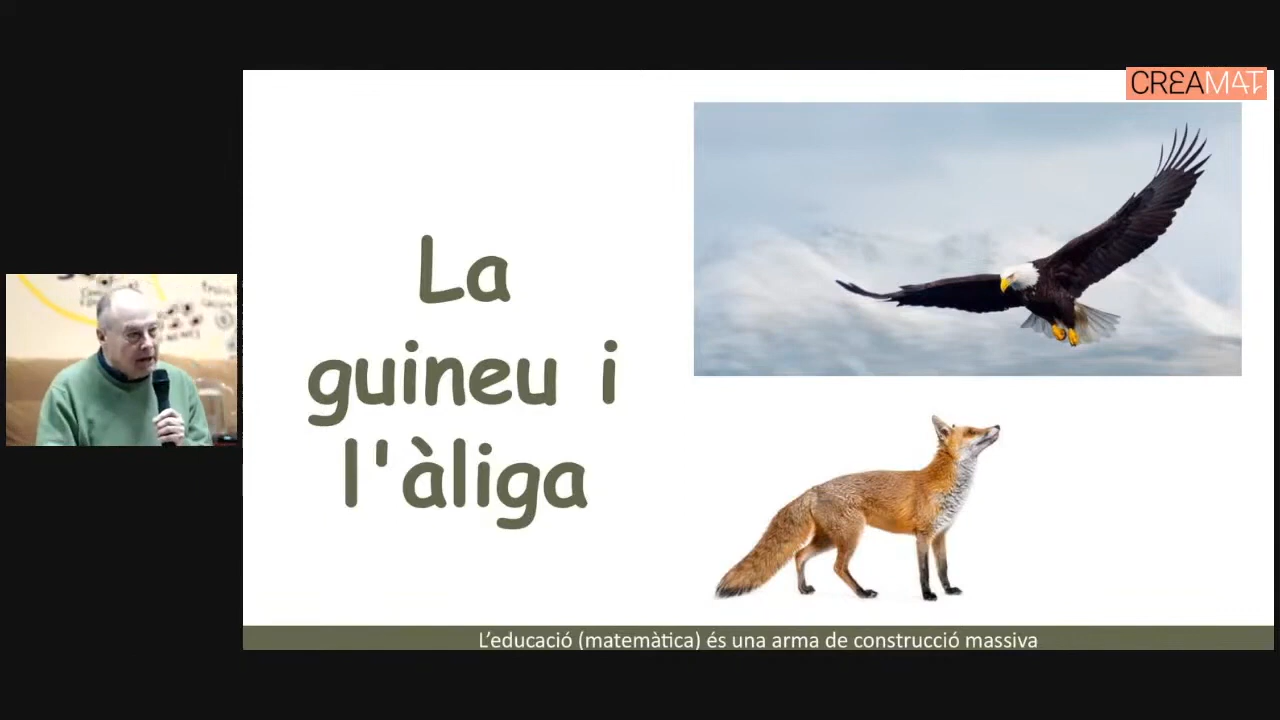 CREAMAT
La
guineu i
l'àliga
L'educació (matemàtica) és una arma de construcció massiva